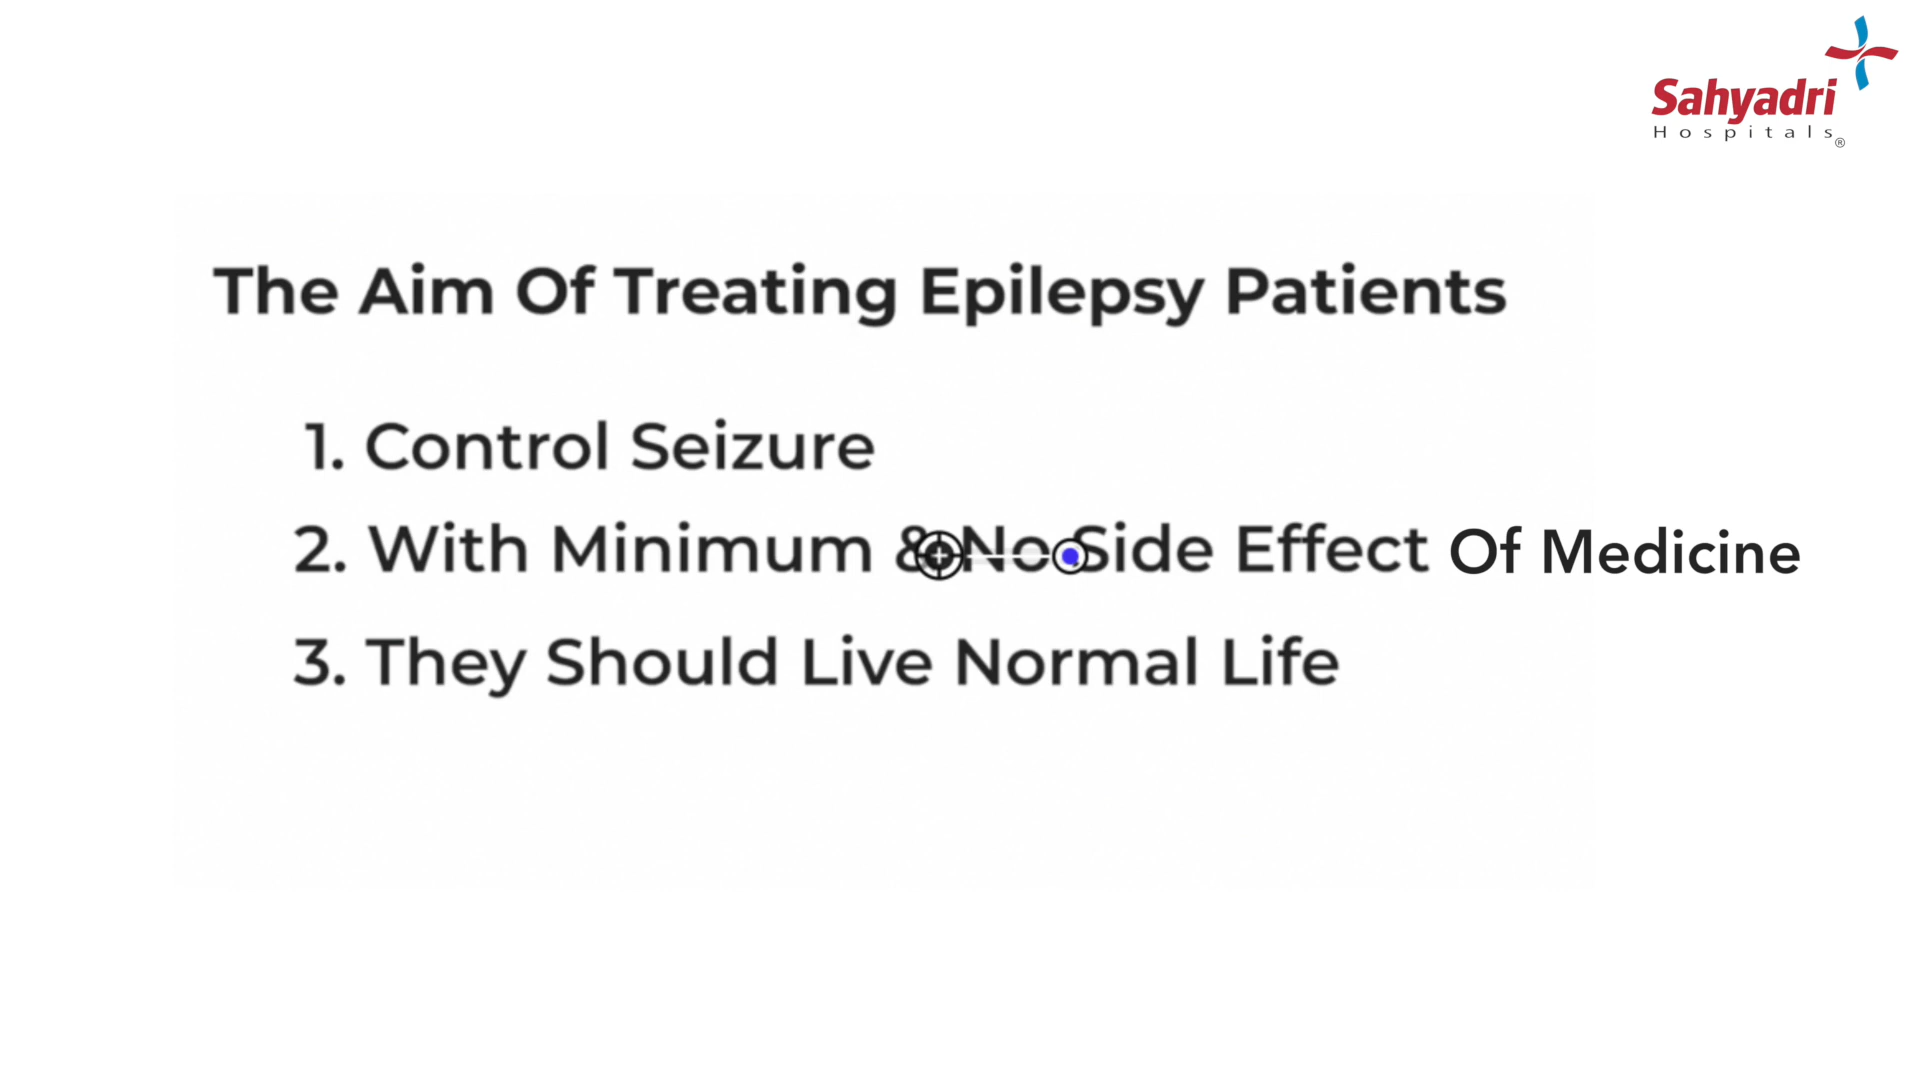 Sahyadri
Hospitals®
The Aim Of Treating Epilepsy Patients
1. Control Seizure
2. With Minimum & No Side Effect Of Medicine
3. They Should Live Normal Life